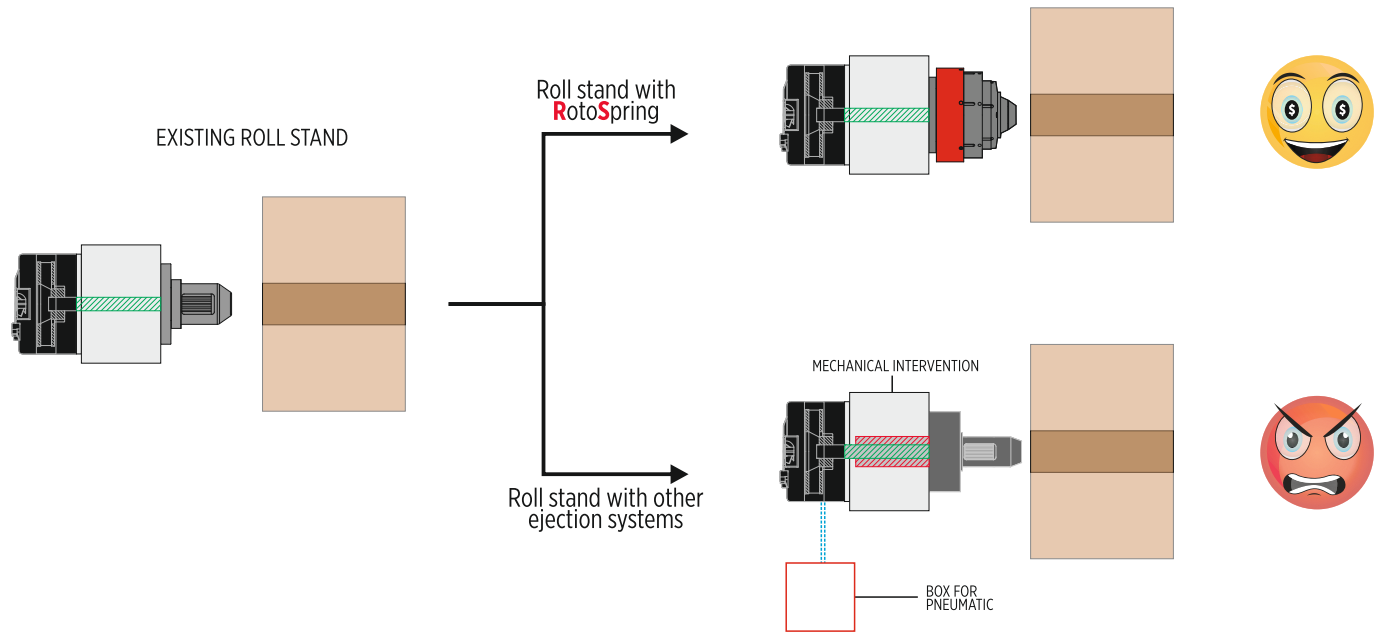 EXISTING ROLL STAND
Roll stand with
RotoSpring
$ $
MECHANICAL INTERVENTION
Roll stand with other
ejection systems
BOX FOR
PNEUMATIC